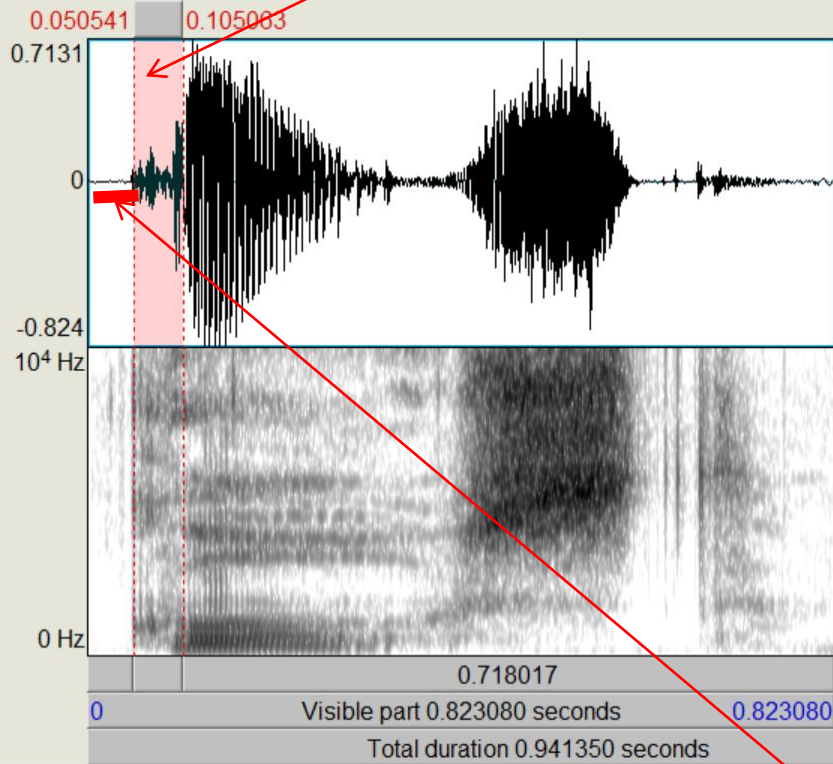 0.050541 0.105063
0.7131
0
-0.824
10⁴ Hz
0 Hz
0.718017
0 Visible part 0.823080 seconds 0.823080
Total duration 0.941350 seconds